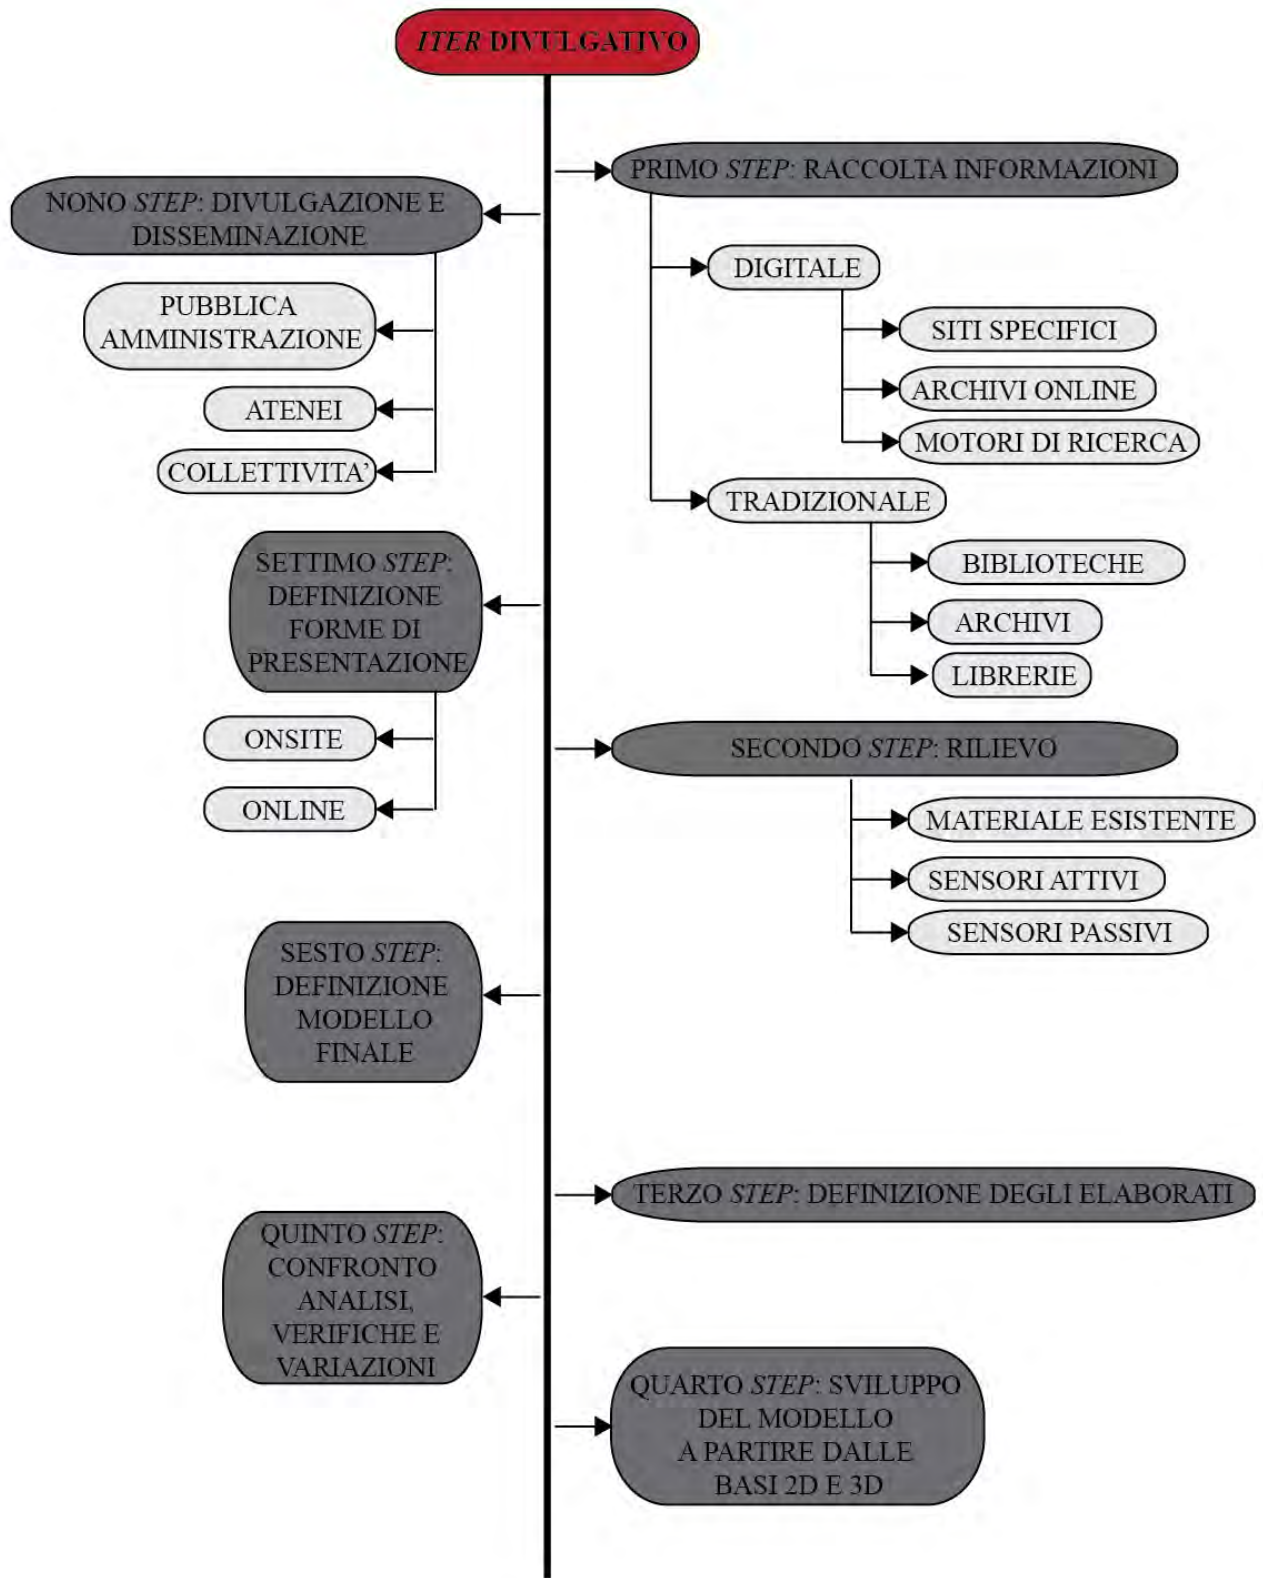 ITER DIVULGATIVO
PRIMO STEP: RACCOLTA INFORMAZIONI
DIGITALE
SITI SPECIFICI
ARCHIVI ONLINE
MOTORI DI RICERCA
TRADIZIONALE
BIBLIOTECHE
ARCHIVI
LIBRERIE
SECONDO STEP: RILIEVO
MATERIALE ESISTENTE
SENSORI ATTIVI
SENSORI PASSIVI
TERZO STEP: DEFINIZIONE DEGLI ELABORATI
QUARTO STEP: SVILUPPO
DEL MODELLO
A PARTIRE DALLE
BASI 2D E 3D
QUINTO STEP:
CONFRONTO
ANALISI,
VERIFICHE E
VARIAZIONI
SESTO STEP:
DEFINIZIONE
MODELLO
FINALE
SETTIMO STEP:
DEFINIZIONE
FORME DI
PRESENTAZIONE
ONSITE
ONLINE
NONO STEP: DIVULGAZIONE E
DISSEMINAZIONE
PUBBLICA
AMMINISTRAZIONE
ATENEI
COLLETTIVITA'